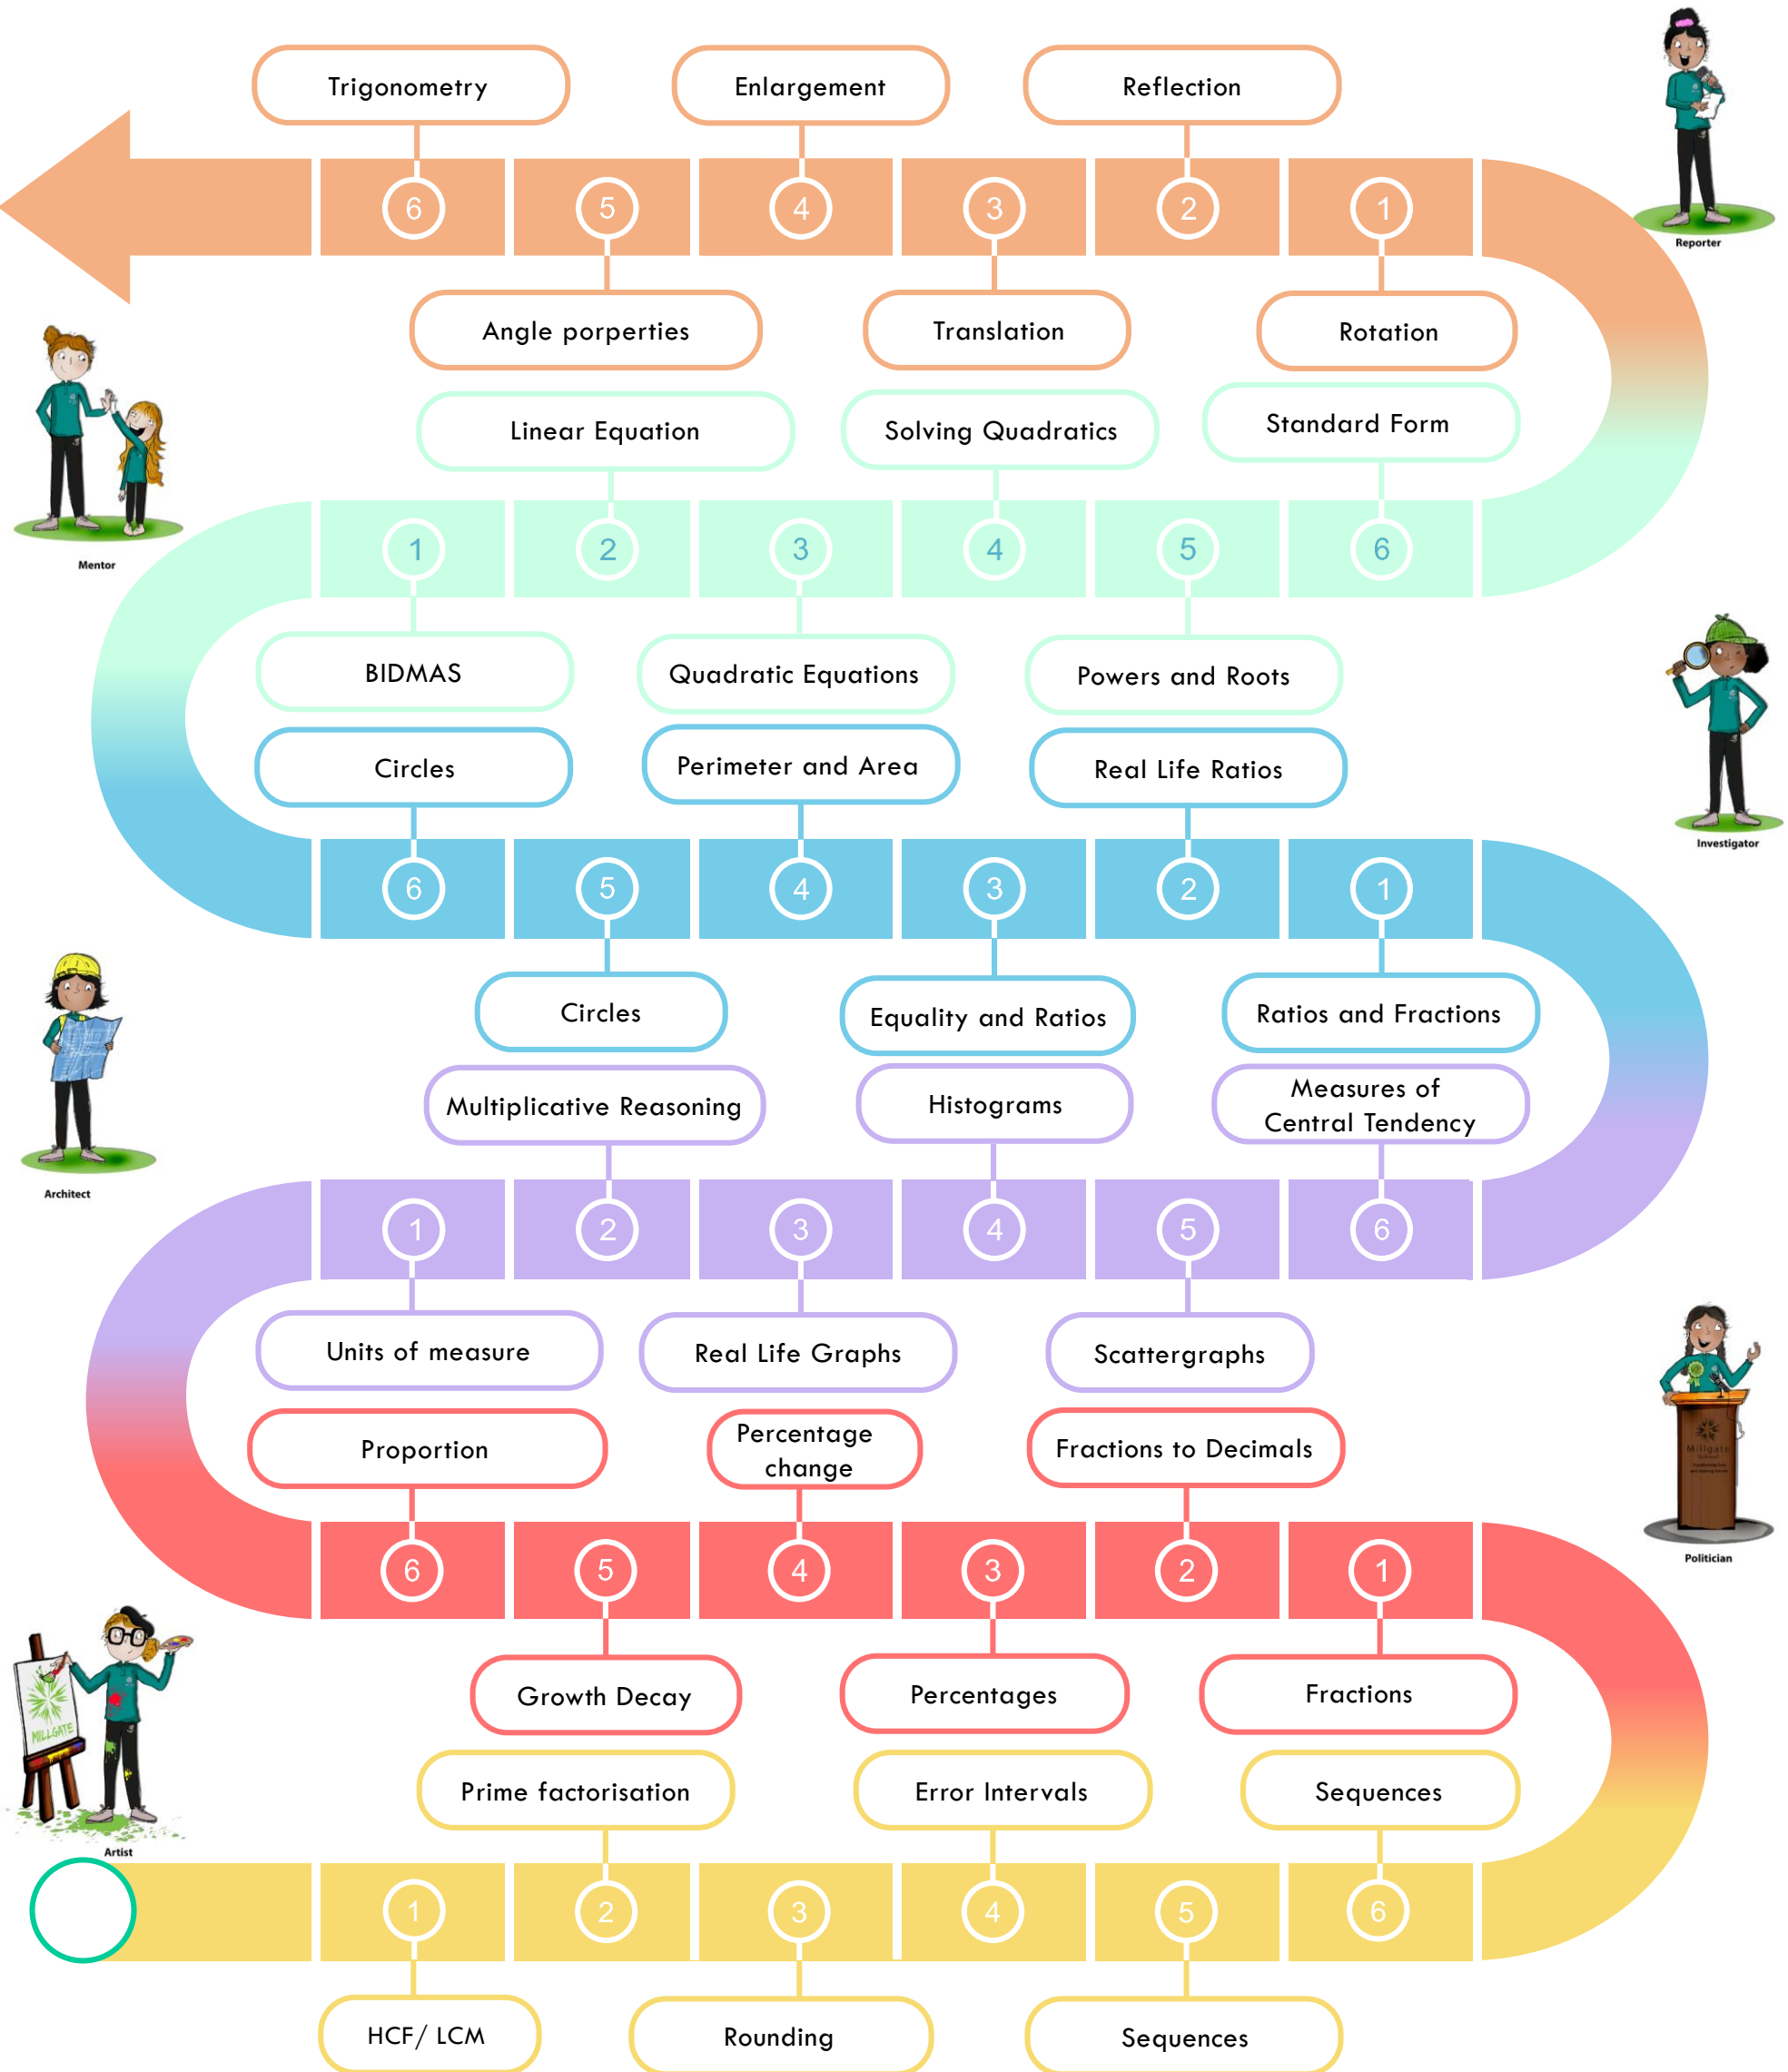 Trigonometry
Enlargement
Reflection
6
5
4
3
2
1
Reporter
Angle porperties
Translation
Rotation
Linear Equation
Solving Quadratics
Standard Form
Mentor
1
2
3
4
5
6
BIDMAS
Quadratic Equations
Powers and Roots
Circles
Perimeter and Area
Real Life Ratios
Investigator
6
5
4
3
2
1
Circles
Equality and Ratios
Ratios and Fractions
Multiplicative Reasoning
Histograms
Measures of
Central Tendency
Architect
1
2
3
4
5
6
Units of measure
Real Life Graphs
Scattergraphs
Proportion
Percentage
change
Fractions to Decimals
Millgate
Politician
6
5
4
3
2
1
Growth Decay
Percentages
Fractions
MILLGATE
Prime factorisation
Error Intervals
Sequences
Artist
1
2
3
4
5
6
HCF/ LCM
Rounding
Sequences